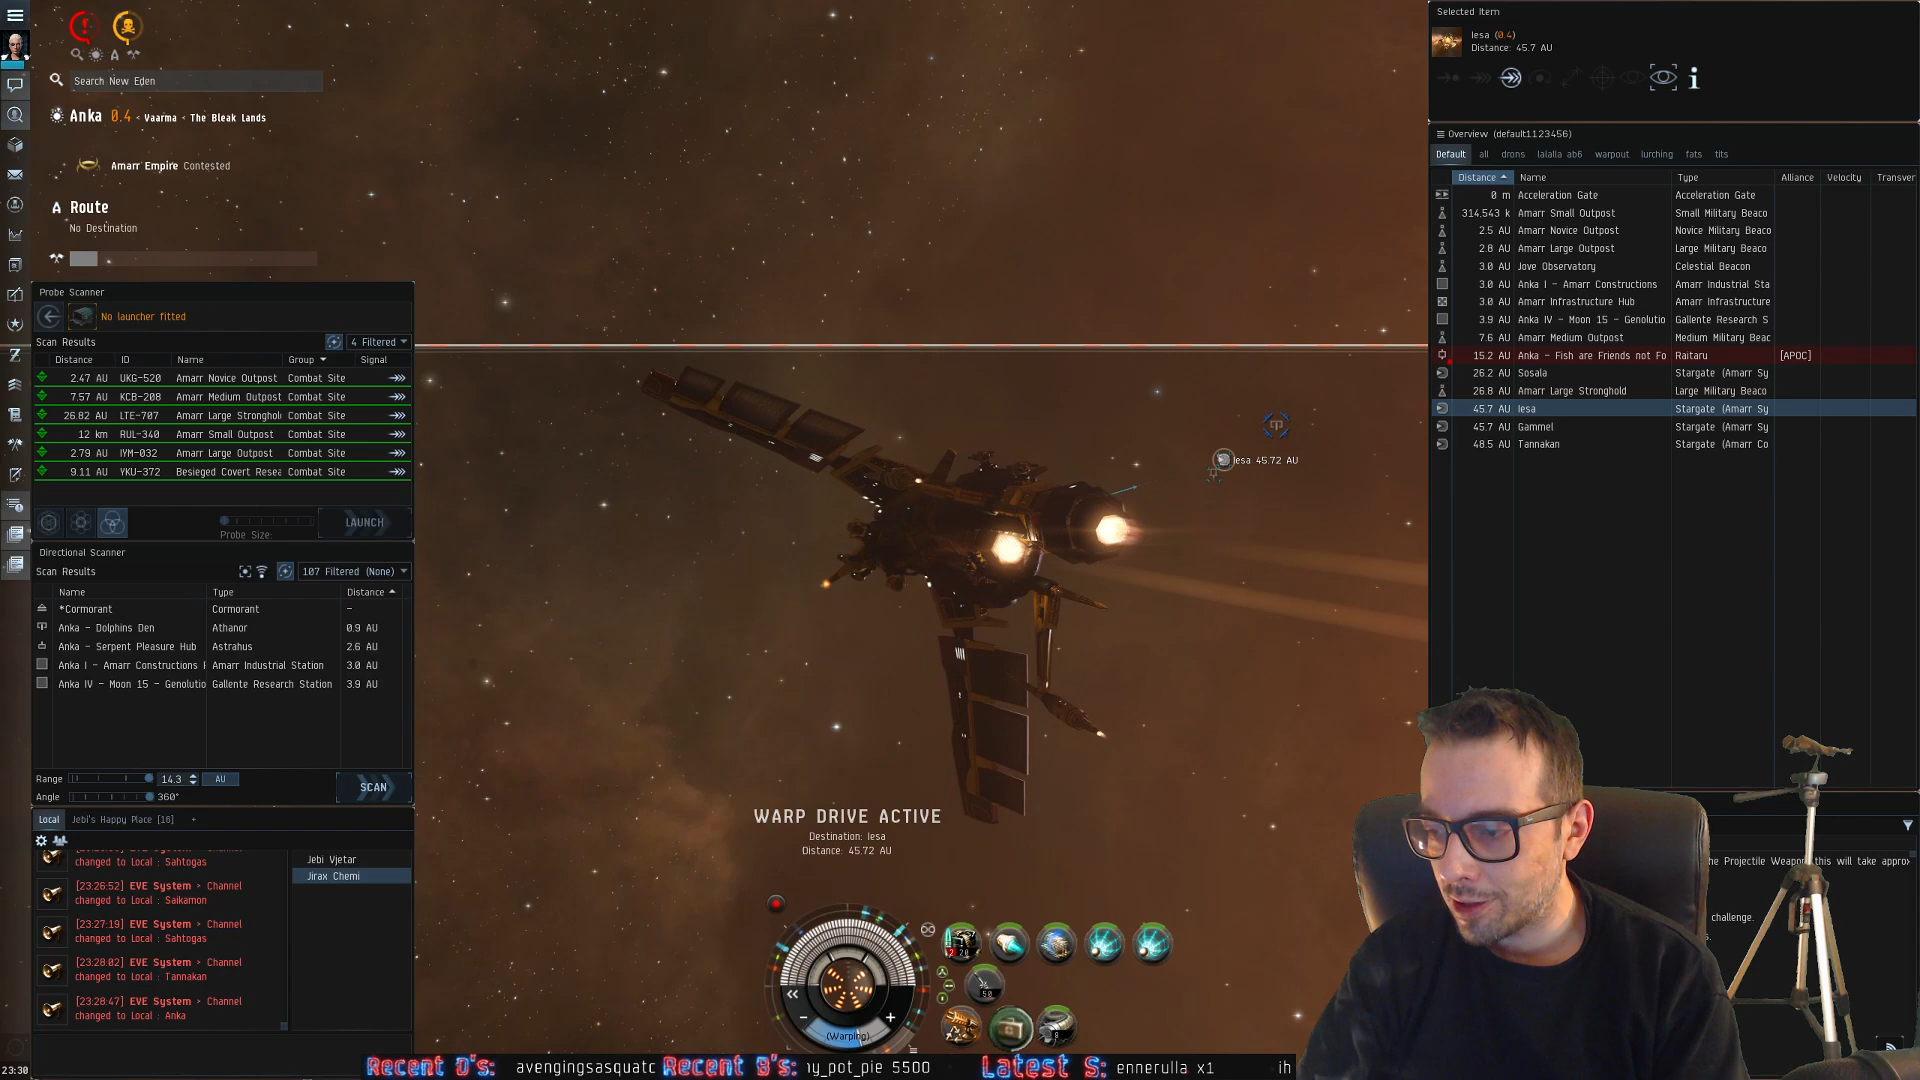 Search New Eden
Anka 0.4 < Vaarma < The Bleak Lands
Amarr Empire Contested
A Route
No Destination
Probe Scanner
No launcher fitted
Scan Results
4 Filtered
Distance ID Name Group Signal
2.47 AU UKG-520 Amarr Novice Outpost Combat Site
7.57 AU KCB-208 Amarr Medium Outpost Combat Site
26.82 AU LTE-707 Amarr Large Stronghol Combat Site
12 km RUL-340 Amarr Small Outpost Combat Site
2.79 AU IYM-032 Amarr Large Outpost Combat Site
9.11 AU YKU-372 Besieged Covert Resea Combat Site
Probe Size:
LAUNCH
Directional Scanner
Scan Results
107 Filtered (None)
Name Type Distance
*Cormorant Cormorant -
Anka - Dolphins Den Athanor 0.9 AU
Anka - Serpent Pleasure Hub Astrahus 2.6 AU
Anka I - Amarr Constructions Amarr Industrial Station 3.0 AU
Anka IV - Moon 15 - Genolutio Gallente Research Station 3.9 AU
Range 14.3 AU
Angle 360°
SCAN
Local Jebi's Happy Place [16] +
changed to Local : Sahtogas
[23:26:52] EVE System > Channel
changed to Local : Saikamon
[23:27:19] EVE System > Channel
changed to Local : Sahtogas
[23:28:02] EVE System > Channel
changed to Local : Tannakan
[23:28:47] EVE System > Channel
changed to Local : Anka
Jebi Vjetar
Jirax Chemi
23:30
Iesa 45.72 AU
WARP DRIVE ACTIVE
Destination: Iesa
Distance: 45.72 AU
(Warping)
2 20
50
8
Recent D's: avengingsasquatc Recent B's: ny_pot_pie 5500 Latest S: ennerulla x1 ih
Selected Item
Iesa (0.4)
Distance: 45.7 AU
Overview (default1123456)
Default all drons lalalla ab6 warpout lurching fats tits
Distance Name Type Alliance Velocity Transver
0 m Acceleration Gate Acceleration Gate
314,543 k Amarr Small Outpost Small Military Beaco
2.5 AU Amarr Novice Outpost Novice Military Beaco
2.8 AU Amarr Large Outpost Large Military Beaco
3.0 AU Jove Observatory Celestial Beacon
3.0 AU Anka I - Amarr Constructions Amarr Industrial Sta
3.0 AU Amarr Infrastructure Hub Amarr Infrastructure
3.9 AU Anka IV - Moon 15 - Genolutio Gallente Research S
7.6 AU Amarr Medium Outpost Medium Military Beac
15.2 AU Anka - Fish are Friends not Fo Raitaru [APOC]
26.2 AU Sosala Stargate (Amarr Sy
26.8 AU Amarr Large Stronghold Large Military Beaco
45.7 AU Iesa Stargate (Amarr Sy
45.7 AU Gammel Stargate (Amarr Sy
48.5 AU Tannakan Stargate (Amarr Co
he Projectile Weapon this will take approx
challenge.